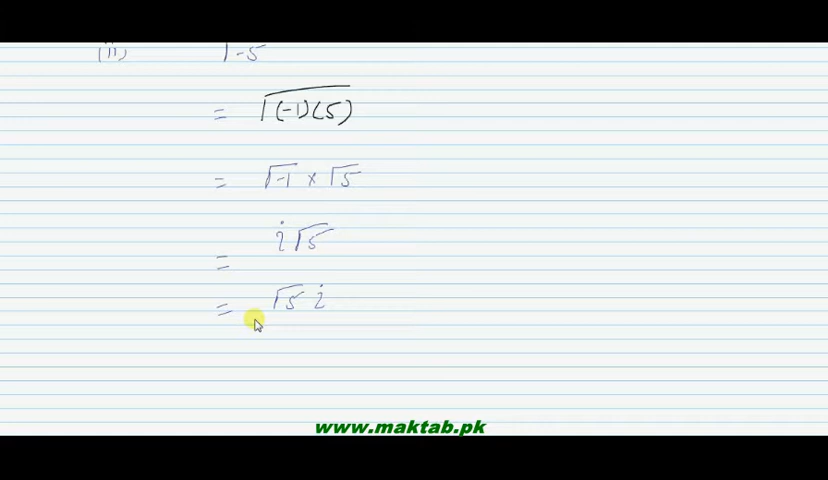 (ii) √-5
= √(-1)(5)
= √-1 × √5
= i√5
= √5 i
www.maktab.pk